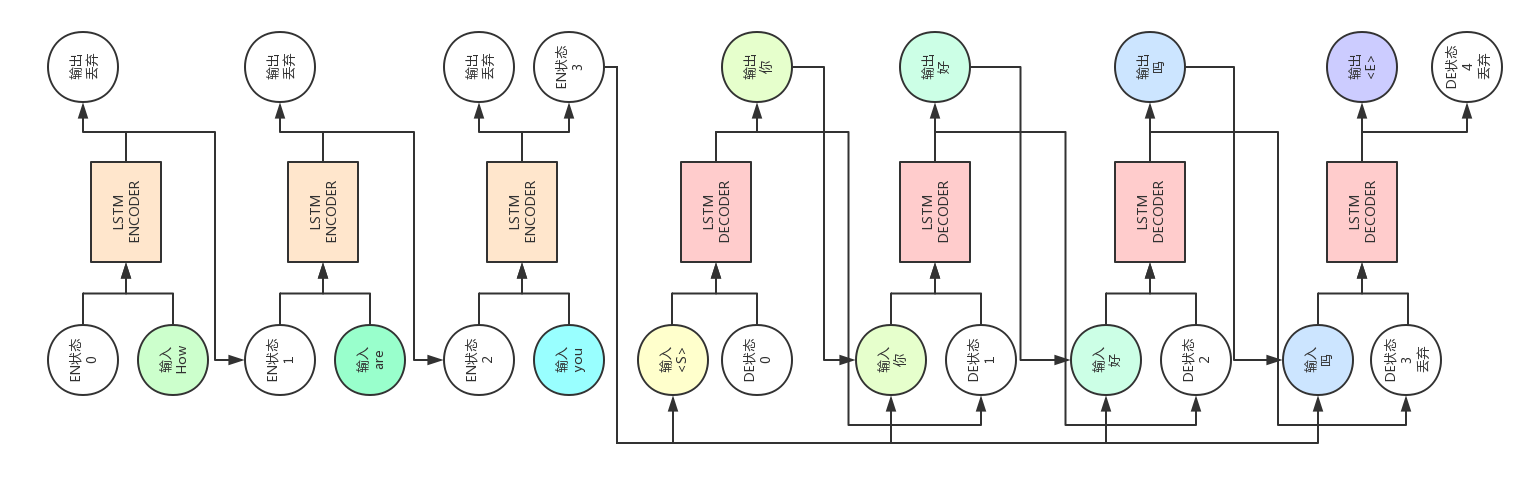 输出
丢弃
输出
丢弃
输出
丢弃
EN状态
3
输出
你
输出
好
输出
吗
输出
<E>
DE状态
4
丢弃
LSTM
ENCODER
LSTM
ENCODER
LSTM
ENCODER
LSTM
DECODER
LSTM
DECODER
LSTM
DECODER
LSTM
DECODER
EN状态
0
输入
How
EN状态
1
输入
are
EN状态
2
输入
you
输入
<S>
DE状态
0
输入
你
DE状态
1
输入
好
DE状态
2
输入
吗
DE状态
3
丢弃